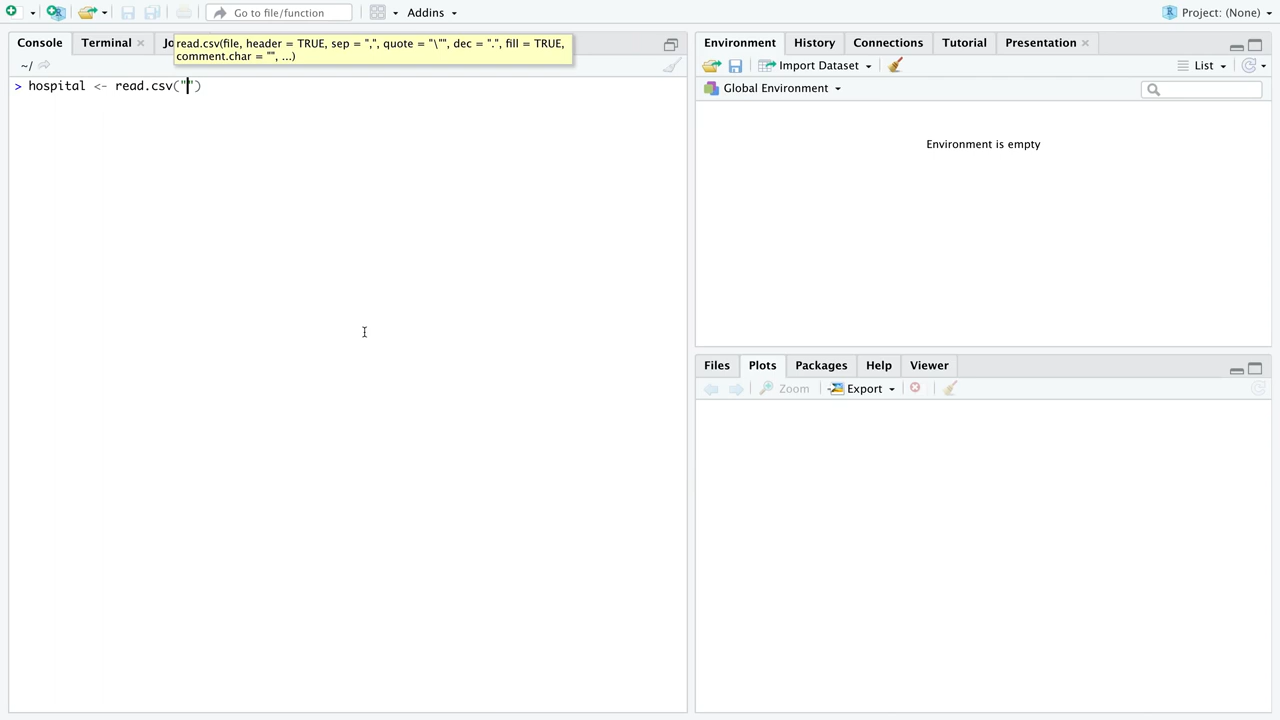 Go to file/function
Addins
Project: (None)
Console
Terminal
Jo
read.csv(file, header = TRUE, sep = ",", quote = "\"", dec = ".", fill = TRUE,
comment.char = "", ...)
~/
> hospital <- read.csv("")
Environment
History
Connections
Tutorial
Presentation
Import Dataset
List
Global Environment
Environment is empty
Files
Plots
Packages
Help
Viewer
Zoom
Export